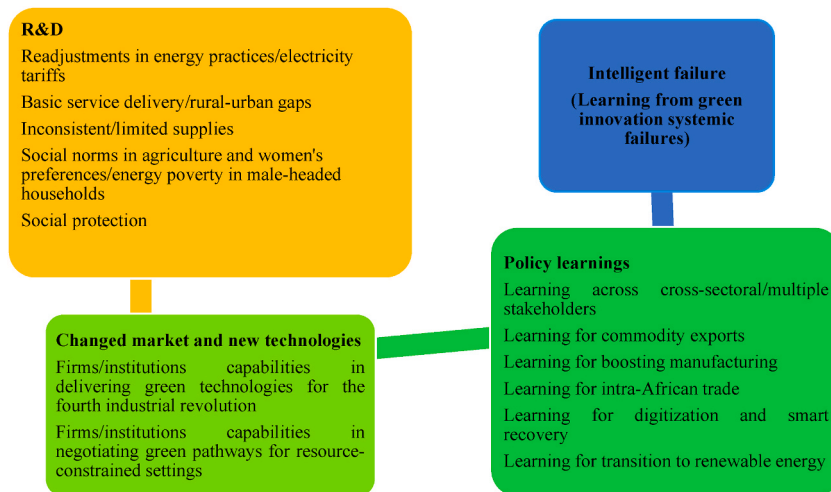 R&D
Readjustments in energy practices/electricity
tariffs
Basic service delivery/rural-urban gaps
Inconsistent/limited supplies
Social norms in agriculture and women's
preferences/energy poverty in male-headed
households
Social protection
Intelligent failure
(Learning from green
innovation systemic
failures)
Changed market and new technologies
Firms/institutions capabilities in
delivering green technologies for the
fourth industrial revolution
Firms/institutions capabilities in
negotiating green pathways for resource-
constrained settings
Policy learnings
Learning across cross-sectoral/multiple
stakeholders
Learning for commodity exports
Learning for boosting manufacturing
Learning for intra-African trade
Learning for digitization and smart
recovery
Learning for transition to renewable energy